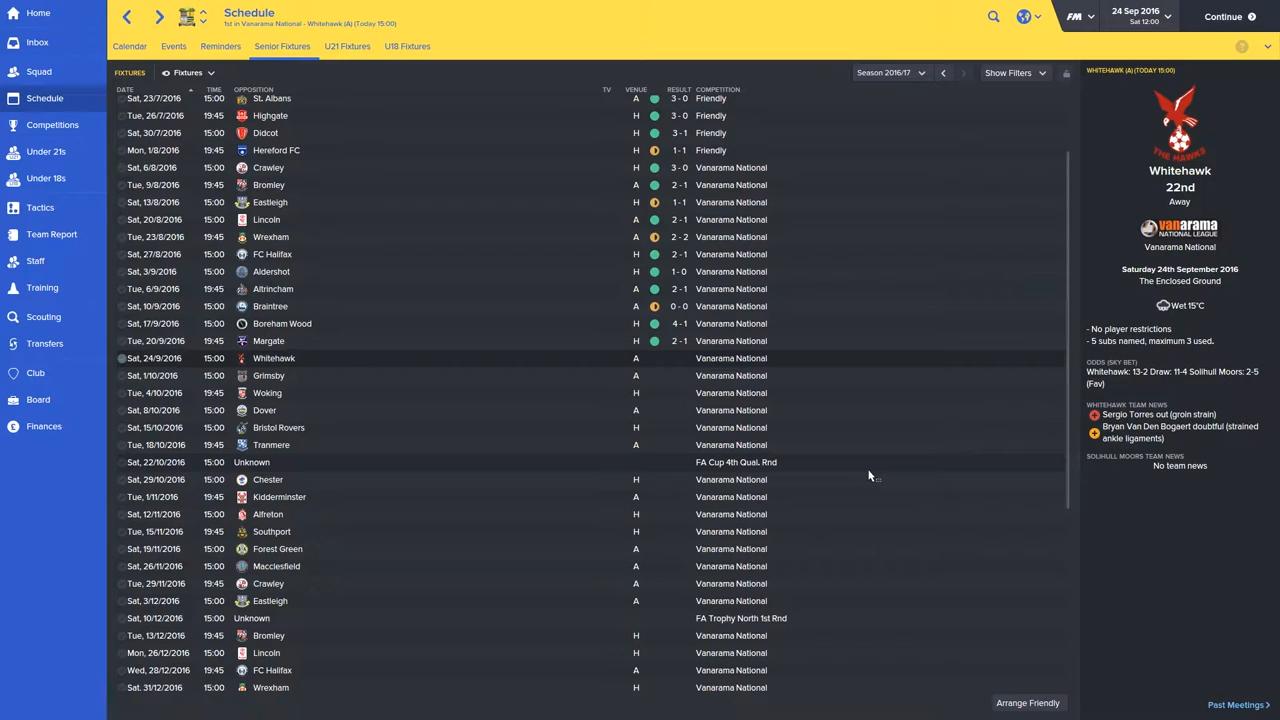 Home
Inbox
Squad
Schedule
Competitions
Under 21s
Under 18s
Tactics
Team Report
Staff
Training
Scouting
Transfers
Club
Board
Finances
Schedule
1st in Vanarama National - Whitehawk (A) (Today 15:00)
FM
24 Sep 2016
Sat 12:00
Continue
Calendar Events Reminders Senior Fixtures U21 Fixtures U18 Fixtures
FIXTURES Fixtures Season 2016/17 Show Filters
DATE TIME OPPOSITION TV VENUE RESULT COMPETITION
Sat, 23/7/2016 15:00 St. Albans A 3 - 0 Friendly
Tue, 26/7/2016 19:45 Highgate H 3 - 0 Friendly
Sat, 30/7/2016 15:00 Didcot H 3 - 1 Friendly
Mon, 1/8/2016 19:45 Hereford FC H 1 - 1 Friendly
Sat, 6/8/2016 15:00 Crawley H 3 - 0 Vanarama National
Tue, 9/8/2016 19:45 Bromley A 2 - 1 Vanarama National
Sat, 13/8/2016 15:00 Eastleigh H 1 - 1 Vanarama National
Sat, 20/8/2016 15:00 Lincoln A 2 - 1 Vanarama National
Tue, 23/8/2016 19:45 Wrexham A 2 - 2 Vanarama National
Sat, 27/8/2016 15:00 FC Halifax H 2 - 1 Vanarama National
Sat, 3/9/2016 15:00 Aldershot H 1 - 0 Vanarama National
Tue, 6/9/2016 19:45 Altrincham A 2 - 1 Vanarama National
Sat, 10/9/2016 15:00 Braintree A 0 - 0 Vanarama National
Sat, 17/9/2016 15:00 Boreham Wood H 4 - 1 Vanarama National
Tue, 20/9/2016 19:45 Margate H 2 - 1 Vanarama National
Sat, 24/9/2016 15:00 Whitehawk A Vanarama National
Sat, 1/10/2016 15:00 Grimsby A Vanarama National
Tue, 4/10/2016 19:45 Woking H Vanarama National
Sat, 8/10/2016 15:00 Dover A Vanarama National
Sat, 15/10/2016 15:00 Bristol Rovers H Vanarama National
Tue, 18/10/2016 19:45 Tranmere A Vanarama National
Sat, 22/10/2016 15:00 Unknown FA Cup 4th Qual. Rnd
Sat, 29/10/2016 15:00 Chester H Vanarama National
Tue, 1/11/2016 19:45 Kidderminster A Vanarama National
Sat, 12/11/2016 15:00 Alfreton H Vanarama National
Tue, 15/11/2016 19:45 Southport H Vanarama National
Sat, 19/11/2016 15:00 Forest Green A Vanarama National
Sat, 26/11/2016 15:00 Macclesfield A Vanarama National
Tue, 29/11/2016 19:45 Crawley A Vanarama National
Sat, 3/12/2016 15:00 Eastleigh A Vanarama National
Sat, 10/12/2016 15:00 Unknown FA Trophy North 1st Rnd
Tue, 13/12/2016 19:45 Bromley H Vanarama National
Mon, 26/12/2016 15:00 Lincoln H Vanarama National
Wed, 28/12/2016 19:45 FC Halifax A Vanarama National
Sat, 31/12/2016 15:00 Wrexham H Vanarama National
Arrange Friendly
WHITEHAWK (A) (TODAY 15:00)
THE HAWKS
Whitehawk
22nd
Away
vanarama
NATIONAL LEAGUE
Vanarama National
Saturday 24th September 2016
The Enclosed Ground
Wet 15°C
- No player restrictions
- 5 subs named, maximum 3 used.
ODDS (SKY BET)
Whitehawk: 13-2 Draw: 11-4 Solihull Moors: 2-5
(Fav)
WHITEHAWK TEAM NEWS
Sergio Torres out (groin strain)
Bryan Van Den Bogaert doubtful (strained
ankle ligaments)
SOLIHULL MOORS TEAM NEWS
No team news
Past Meetings